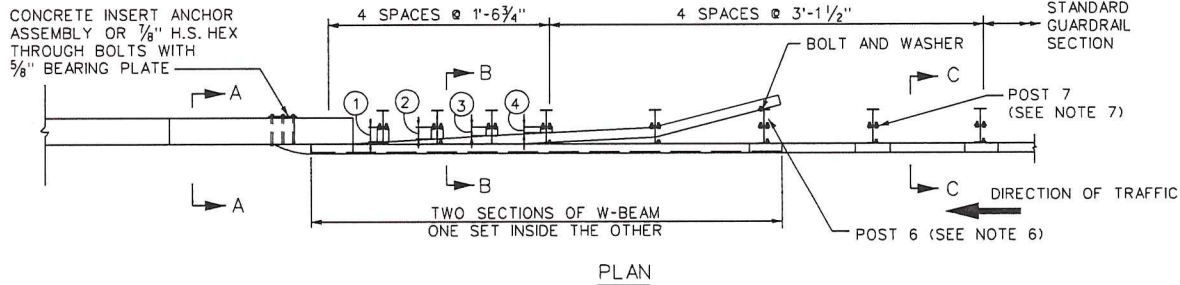 CONCRETE INSERT ANCHOR
ASSEMBLY OR 7/8" H.S. HEX
THROUGH BOLTS WITH
5/8" BEARING PLATE
4 SPACES @ 1'-6 3/4"
4 SPACES @ 3'-1 1/2"
STANDARD
GUARDRAIL
SECTION
BOLT AND WASHER
A
B
C
1
2
3
4
POST 7
(SEE NOTE 7)
A
B
C
DIRECTION OF TRAFFIC
TWO SECTIONS OF W-BEAM
ONE SET INSIDE THE OTHER
POST 6 (SEE NOTE 6)
PLAN